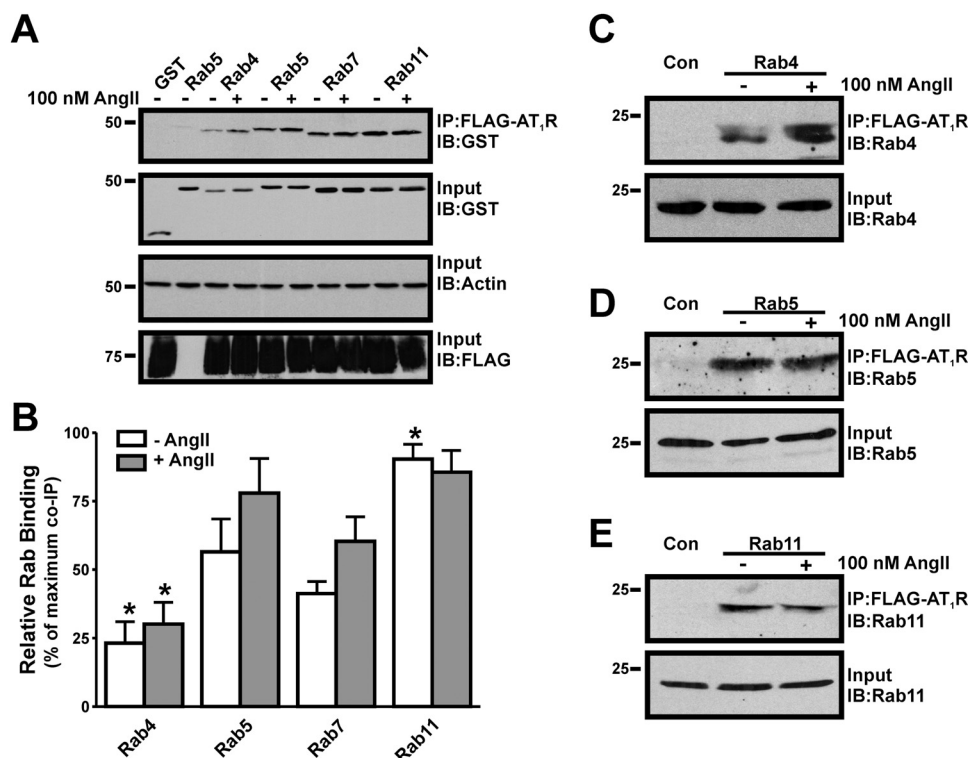 A
GST Rab5 Rab4 Rab5 Rab7 Rab11
100 nM AngII - - - + - + - + - +
50
IP:FLAG-AT1R
IB:GST
50
Input
IB:GST
50
Input
IB:Actin
75
Input
IB:FLAG
B
Relative Rab Binding
(% of maximum co-IP)
100
75
50
25
0
- AngII
+ AngII
* * *
Rab4 Rab5 Rab7 Rab11
C
Con Rab4
- + 100 nM AngII
25
IP:FLAG-AT1R
IB:Rab4
25
Input
IB:Rab4
D
Con Rab5
- + 100 nM AngII
25
IP:FLAG-AT1R
IB:Rab5
25
Input
IB:Rab5
E
Con Rab11
- + 100 nM AngII
25
IP:FLAG-AT1R
IB:Rab11
25
Input
IB:Rab11